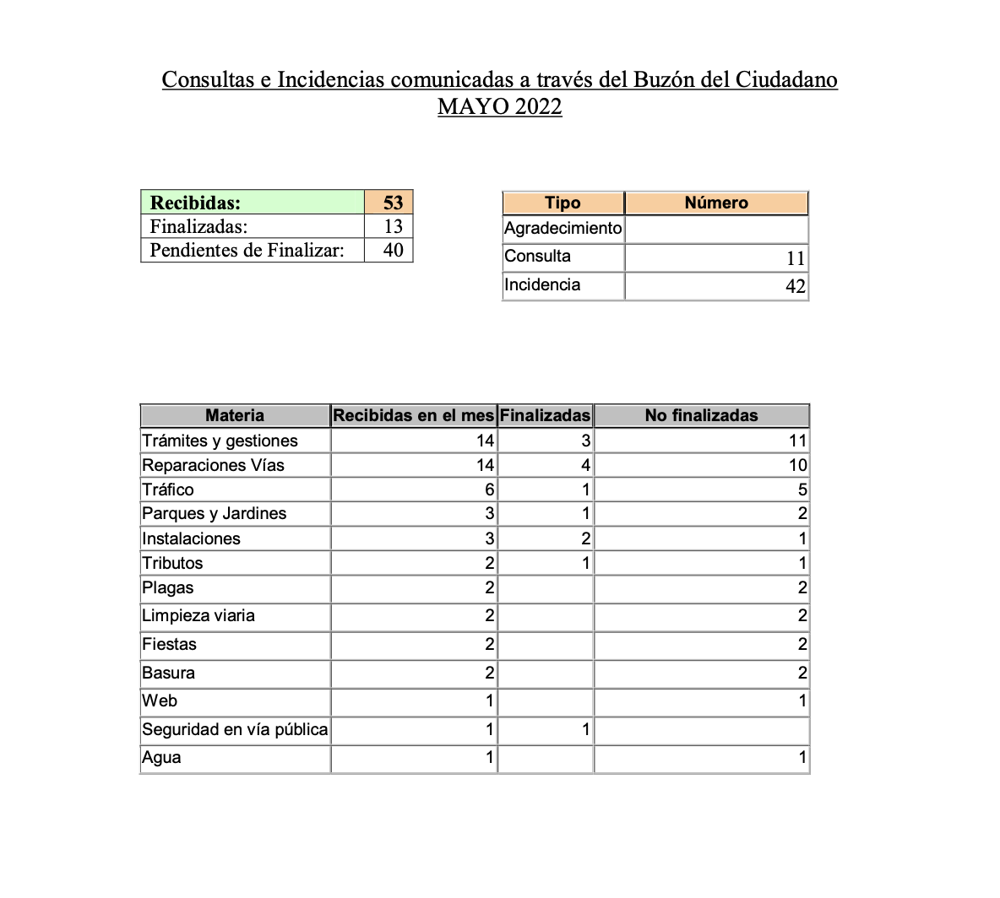 Consultas e Incidencias comunicadas a través del Buzón del Ciudadano
MAYO 2022
Recibidas: 53
Finalizadas: 13
Pendientes de Finalizar: 40
Tipo Número
Agradecimiento
Consulta 11
Incidencia 42
Materia Recibidas en el mes Finalizadas No finalizadas
Trámites y gestiones 14 3 11
Reparaciones Vías 14 4 10
Tráfico 6 1 5
Parques y Jardines 3 1 2
Instalaciones 3 2 1
Tributos 2 1 1
Plagas 2 2
Limpieza viaria 2 2
Fiestas 2 2
Basura 2 2
Web 1 1
Seguridad en vía pública 1 1
Agua 1 1